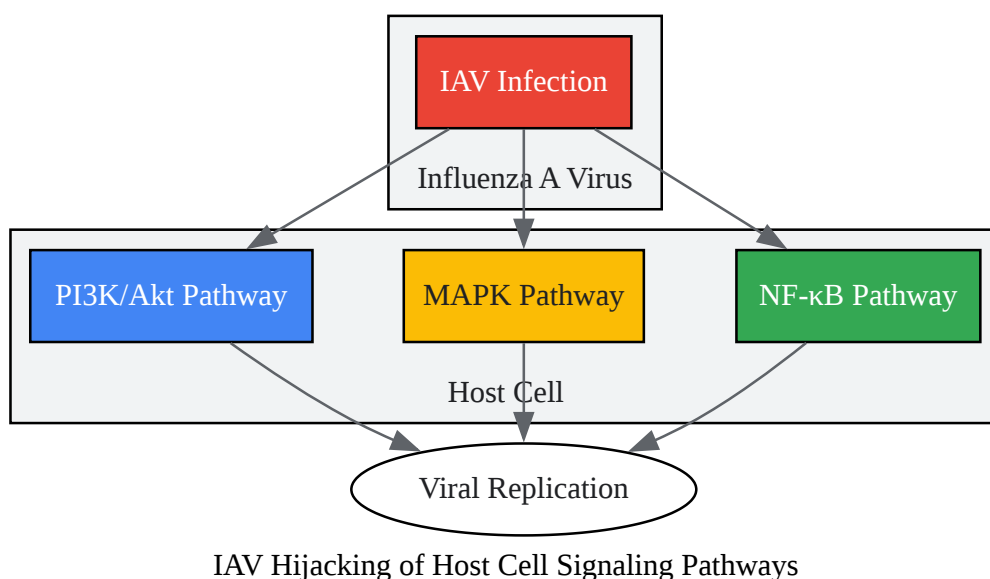 IAV Infection
Influenza A Virus
PI3K/Akt Pathway
MAPK Pathway
NF-κB Pathway
Host Cell
Viral Replication
IAV Hijacking of Host Cell Signaling Pathways